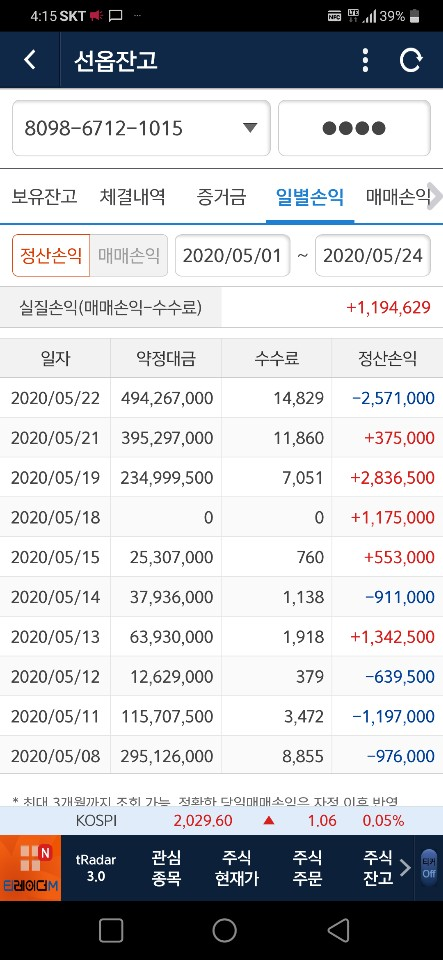 4:15 SKT ... NFC LTE 39%
선옵잔고
8098-6712-1015 ●●●●
보유잔고 체결내역 증거금 일별손익 매매손익
정산손익 매매손익 2020/05/01 ~ 2020/05/24
실질손익(매매손익-수수료) +1,194,629
일자 약정대금 수수료 정산손익
2020/05/22 494,267,000 14,829 -2,571,000
2020/05/21 395,297,000 11,860 +375,000
2020/05/19 234,999,500 7,051 +2,836,500
2020/05/18 0 0 +1,175,000
2020/05/15 25,307,000 760 +553,000
2020/05/14 37,936,000 1,138 -911,000
2020/05/13 63,930,000 1,918 +1,342,500
2020/05/12 12,629,000 379 -639,500
2020/05/11 115,707,500 3,472 -1,197,000
2020/05/08 295,126,000 8,855 -976,000
* 최대 3개월까지 조회 가능, 정확한 당일매매손익은 자정 이후 반영
KOSPI 2,029.60 ▲ 1.06 0.05%
N 티레이더M
tRadar 3.0
관심 종목
주식 현재가
주식 주문
주식 잔고
티커 Off